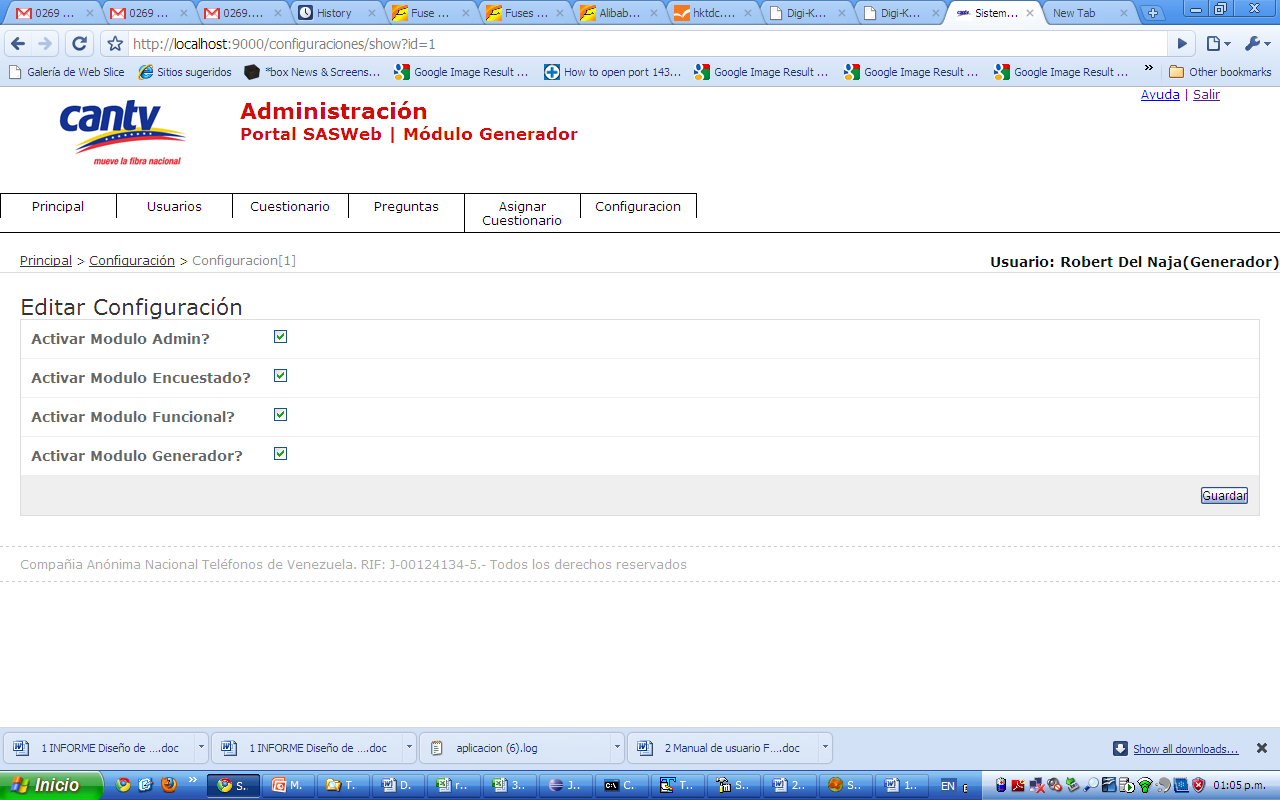 0269 ... 0269 ... 0269.... History Fuse ... Fuses ... Alibab... hktdc.... Digi-K... Digi-K... Sistem... New Tab
http://localhost:9000/configuraciones/show?id=1
Galería de Web Slice Sitios sugeridos *box News & Screens... Google Image Result ... How to open port 143... Google Image Result ... Google Image Result ... Google Image Result ... » Other bookmarks
Ayuda | Salir
cantv
mueve la fibra nacional
Administración
Portal SASWeb | Módulo Generador
Principal Usuarios Cuestionario Preguntas Asignar Cuestionario Configuracion
Principal > Configuración > Configuracion[1]
Usuario: Robert Del Naja(Generador)
Editar Configuración
Activar Modulo Admin?
Activar Modulo Encuestado?
Activar Modulo Funcional?
Activar Modulo Generador?
Guardar
Compañia Anónima Nacional Teléfonos de Venezuela. RIF: J-00124134-5.- Todos los derechos reservados
1 INFORME Diseño de ....doc 1 INFORME Diseño de ....doc aplicacion (6).log 2 Manual de usuario F....doc Show all downloads...
Inicio » S.. M. T.. D. r.. 3.. J.. C. T.. S.. 2.. S.. 1.. EN 01:05 p.m.